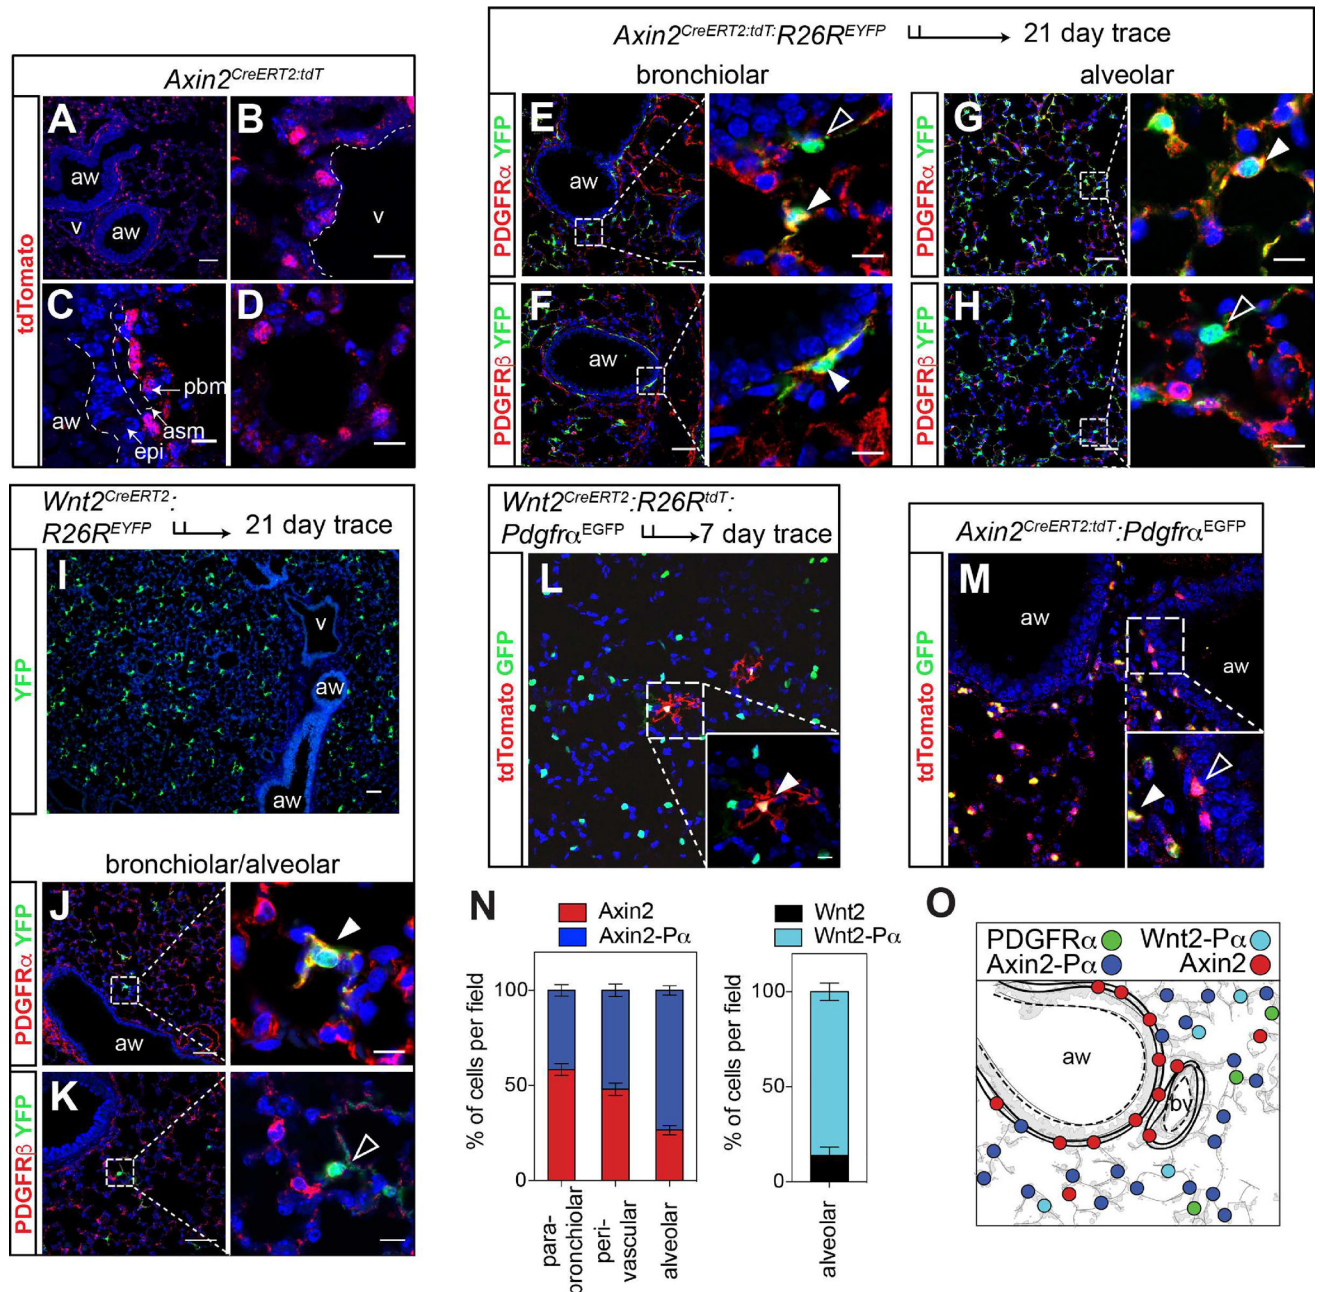 Axin2CreERT2:tdT
tdTomato
A
aw
v
aw
B
v
C
aw
pbm
asm
epi
D
Axin2CreERT2:tdT:R26REYFP 21 day trace
bronchiolar
alveolar
PDGFRα YFP
E
aw
PDGFRα YFP
G
PDGFRβ YFP
F
aw
PDGFRβ YFP
H
Wnt2CreERT2:
R26REYFP 21 day trace
YFP
I
v
aw
aw
bronchiolar/alveolar
PDGFRα YFP
J
aw
PDGFRβ YFP
K
Wnt2CreERT2:R26RtdT:
PdgfrαEGFP 7 day trace
tdTomato GFP
L
Axin2CreERT2:tdT:PdgfrαEGFP
tdTomato GFP
M
aw
aw
N
Axin2
Axin2-Pα
% of cells per field
100
50
0
para-
bronchiolar
peri-
vascular
alveolar
Wnt2
Wnt2-Pα
% of cells per field
100
50
0
alveolar
O
PDGFRα Wnt2-Pα
Axin2-Pα Axin2
aw
bv